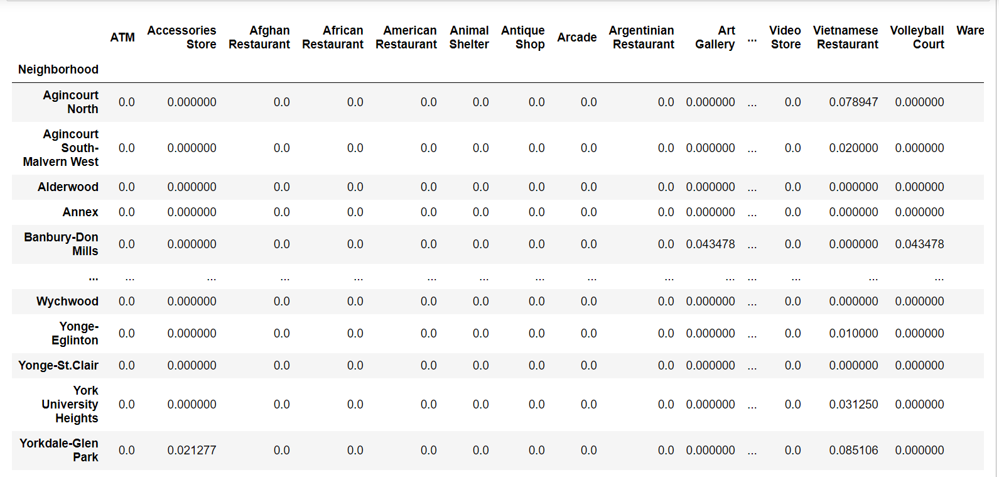 ATM Accessories Store Afghan Restaurant African Restaurant American Restaurant Animal Shelter Antique Shop Arcade Argentinian Restaurant Art Gallery ... Video Store Vietnamese Restaurant Volleyball Court Ware
Neighborhood
Agincourt North 0.0 0.000000 0.0 0.0 0.0 0.0 0.0 0.0 0.0 0.000000 ... 0.0 0.078947 0.000000
Agincourt South-Malvern West 0.0 0.000000 0.0 0.0 0.0 0.0 0.0 0.0 0.0 0.000000 ... 0.0 0.020000 0.000000
Alderwood 0.0 0.000000 0.0 0.0 0.0 0.0 0.0 0.0 0.0 0.000000 ... 0.0 0.000000 0.000000
Annex 0.0 0.000000 0.0 0.0 0.0 0.0 0.0 0.0 0.0 0.000000 ... 0.0 0.000000 0.000000
Banbury-Don Mills 0.0 0.000000 0.0 0.0 0.0 0.0 0.0 0.0 0.0 0.043478 ... 0.0 0.000000 0.043478
... ... ... ... ... ... ... ... ... ... ... ... ... ... ...
Wychwood 0.0 0.000000 0.0 0.0 0.0 0.0 0.0 0.0 0.0 0.000000 ... 0.0 0.000000 0.000000
Yonge-Eglinton 0.0 0.000000 0.0 0.0 0.0 0.0 0.0 0.0 0.0 0.000000 ... 0.0 0.010000 0.000000
Yonge-St.Clair 0.0 0.000000 0.0 0.0 0.0 0.0 0.0 0.0 0.0 0.000000 ... 0.0 0.000000 0.000000
York University Heights 0.0 0.000000 0.0 0.0 0.0 0.0 0.0 0.0 0.0 0.000000 ... 0.0 0.031250 0.000000
Yorkdale-Glen Park 0.0 0.021277 0.0 0.0 0.0 0.0 0.0 0.0 0.0 0.000000 ... 0.0 0.085106 0.000000